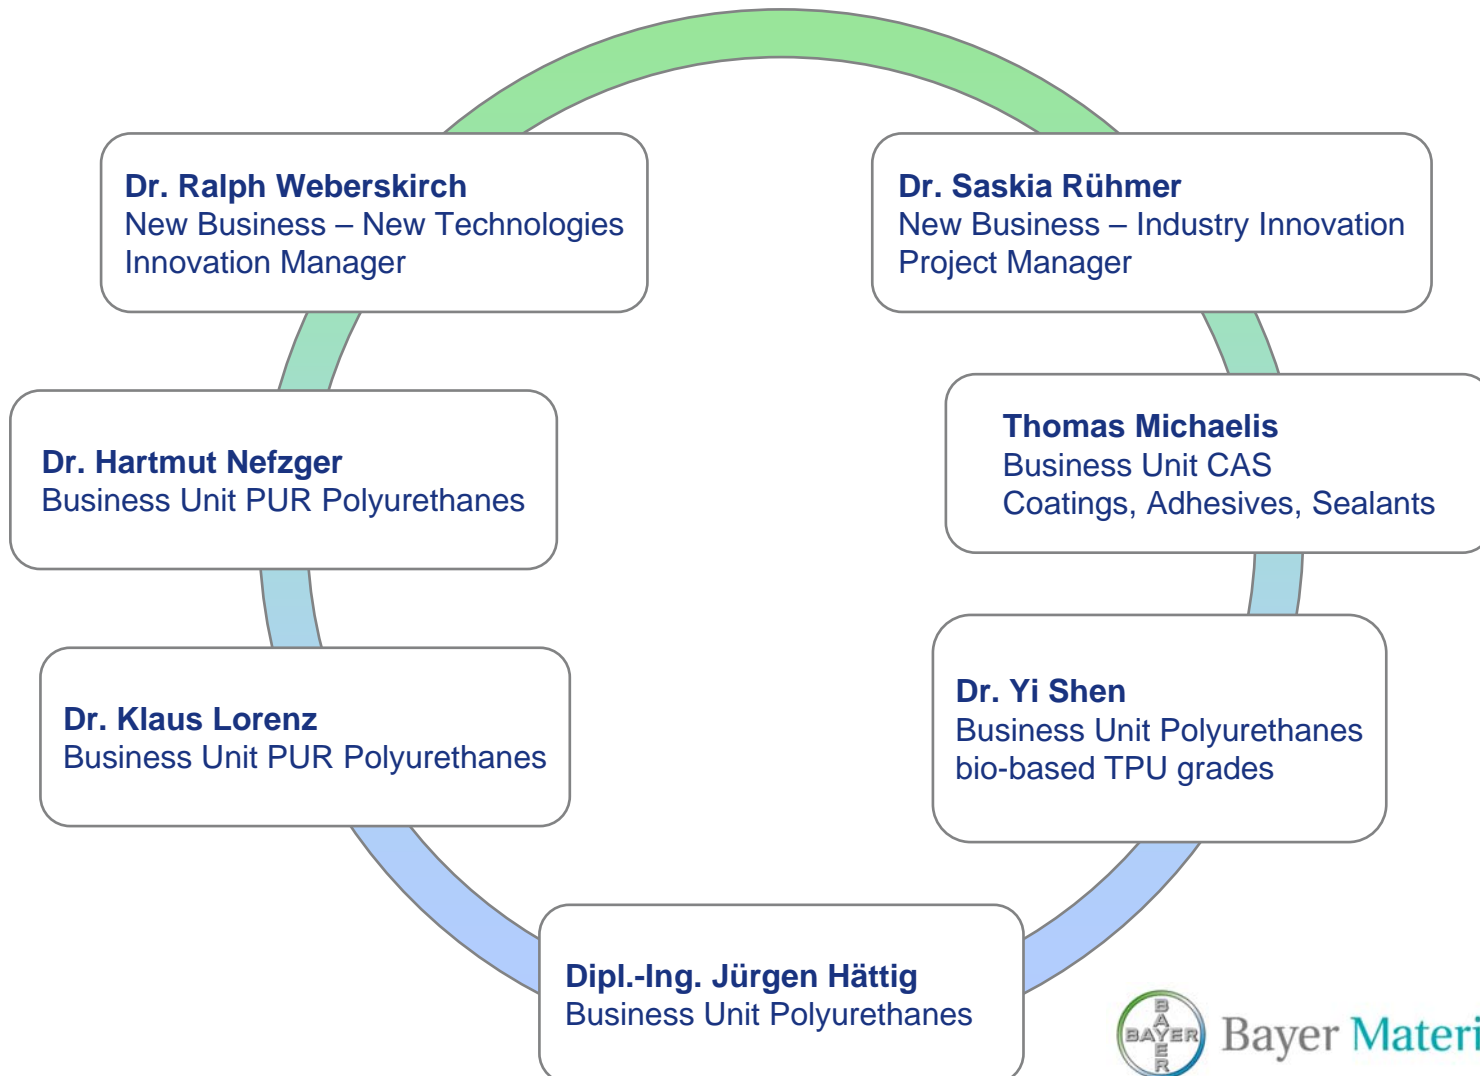 Dr. Ralph Weberskirch
New Business – New Technologies
Innovation Manager
Dr. Saskia Rühmer
New Business – Industry Innovation
Project Manager
Dr. Hartmut Nefzger
Business Unit PUR Polyurethanes
Thomas Michaelis
Business Unit CAS
Coatings, Adhesives, Sealants
Dr. Klaus Lorenz
Business Unit PUR Polyurethanes
Dr. Yi Shen
Business Unit Polyurethanes
bio-based TPU grades
Dipl.-Ing. Jürgen Hättig
Business Unit Polyurethanes
BAYER
BAYER
Bayer Materi